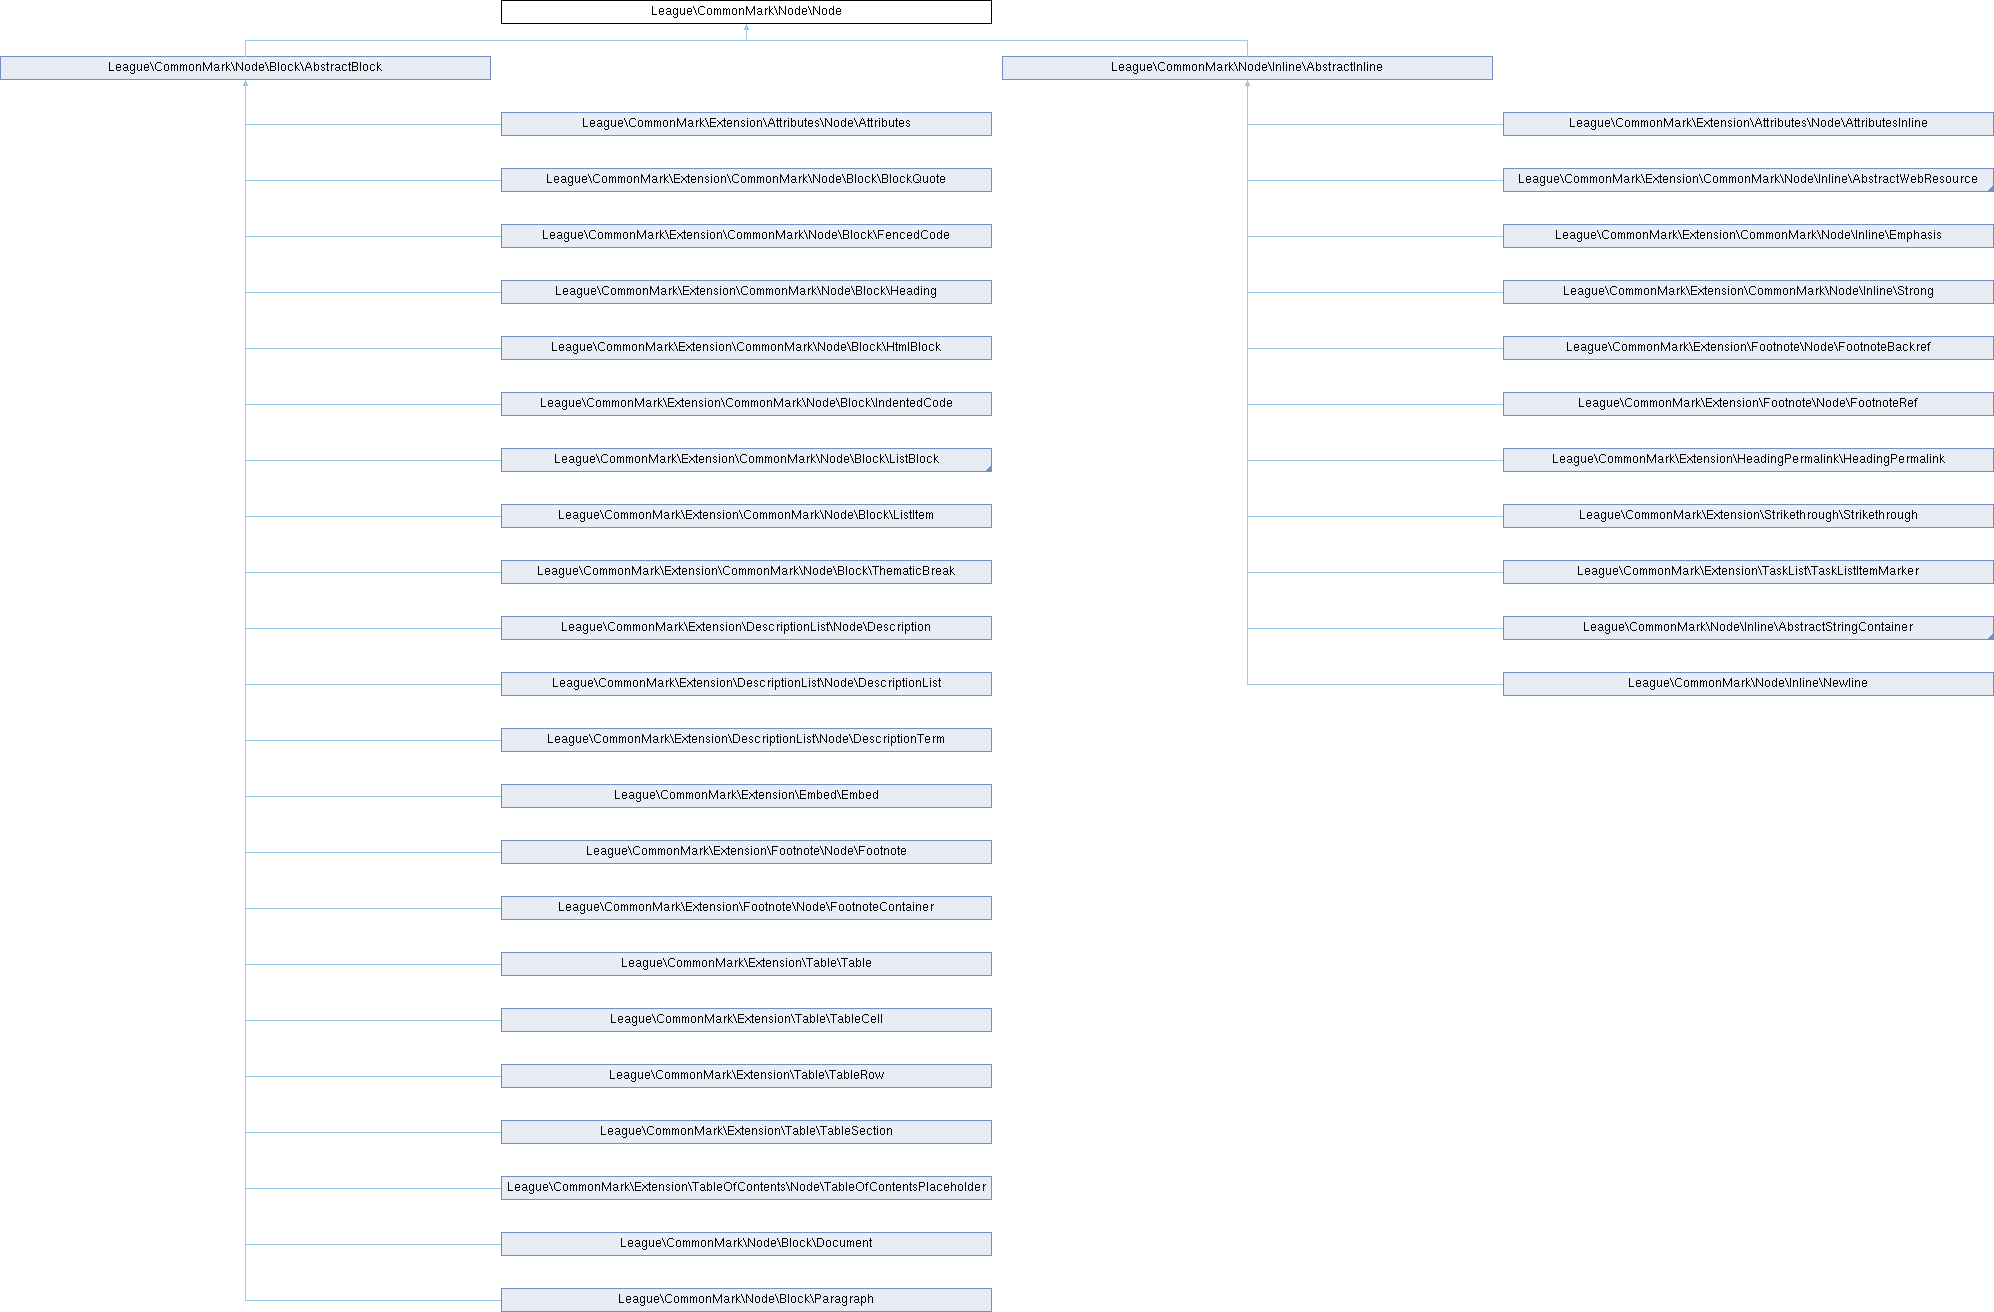 League\CommonMark\Node\Node
League\CommonMark\Node\Block\AbstractBlock
League\CommonMark\Node\Inline\AbstractInline
League\CommonMark\Extension\Attributes\Node\Attributes
League\CommonMark\Extension\CommonMark\Node\Block\BlockQuote
League\CommonMark\Extension\CommonMark\Node\Block\FencedCode
League\CommonMark\Extension\CommonMark\Node\Block\Heading
League\CommonMark\Extension\CommonMark\Node\Block\HtmlBlock
League\CommonMark\Extension\CommonMark\Node\Block\IndentedCode
League\CommonMark\Extension\CommonMark\Node\Block\ListBlock
League\CommonMark\Extension\CommonMark\Node\Block\ListItem
League\CommonMark\Extension\CommonMark\Node\Block\ThematicBreak
League\CommonMark\Extension\DescriptionList\Node\Description
League\CommonMark\Extension\DescriptionList\Node\DescriptionList
League\CommonMark\Extension\DescriptionList\Node\DescriptionTerm
League\CommonMark\Extension\Embed\Embed
League\CommonMark\Extension\Footnote\Node\Footnote
League\CommonMark\Extension\Footnote\Node\FootnoteContainer
League\CommonMark\Extension\Table\Table
League\CommonMark\Extension\Table\TableCell
League\CommonMark\Extension\Table\TableRow
League\CommonMark\Extension\Table\TableSection
League\CommonMark\Extension\TableOfContents\Node\TableOfContentsPlaceholder
League\CommonMark\Node\Block\Document
League\CommonMark\Node\Block\Paragraph
League\CommonMark\Extension\Attributes\Node\AttributesInline
League\CommonMark\Extension\CommonMark\Node\Inline\AbstractWebResource
League\CommonMark\Extension\CommonMark\Node\Inline\Emphasis
League\CommonMark\Extension\CommonMark\Node\Inline\Strong
League\CommonMark\Extension\Footnote\Node\FootnoteBackref
League\CommonMark\Extension\Footnote\Node\FootnoteRef
League\CommonMark\Extension\HeadingPermalink\HeadingPermalink
League\CommonMark\Extension\Strikethrough\Strikethrough
League\CommonMark\Extension\TaskList\TaskListItemMarker
League\CommonMark\Node\Inline\AbstractStringContainer
League\CommonMark\Node\Inline\Newline